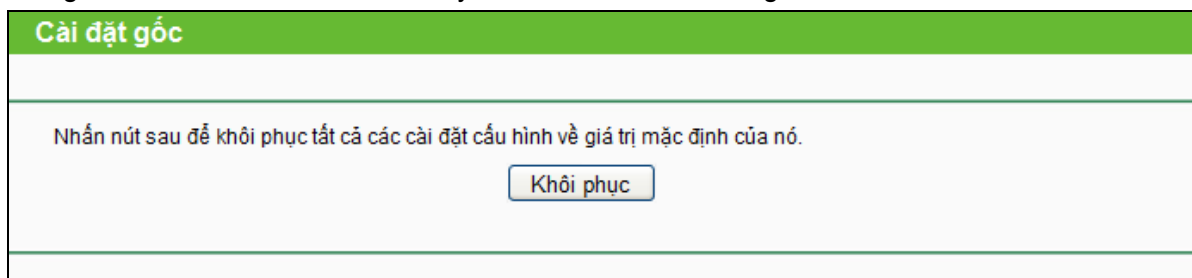 Cài đặt gốc
Nhấn nút sau để khôi phục tất cả các cài đặt cấu hình về giá trị mặc định của nó.
Khôi phục